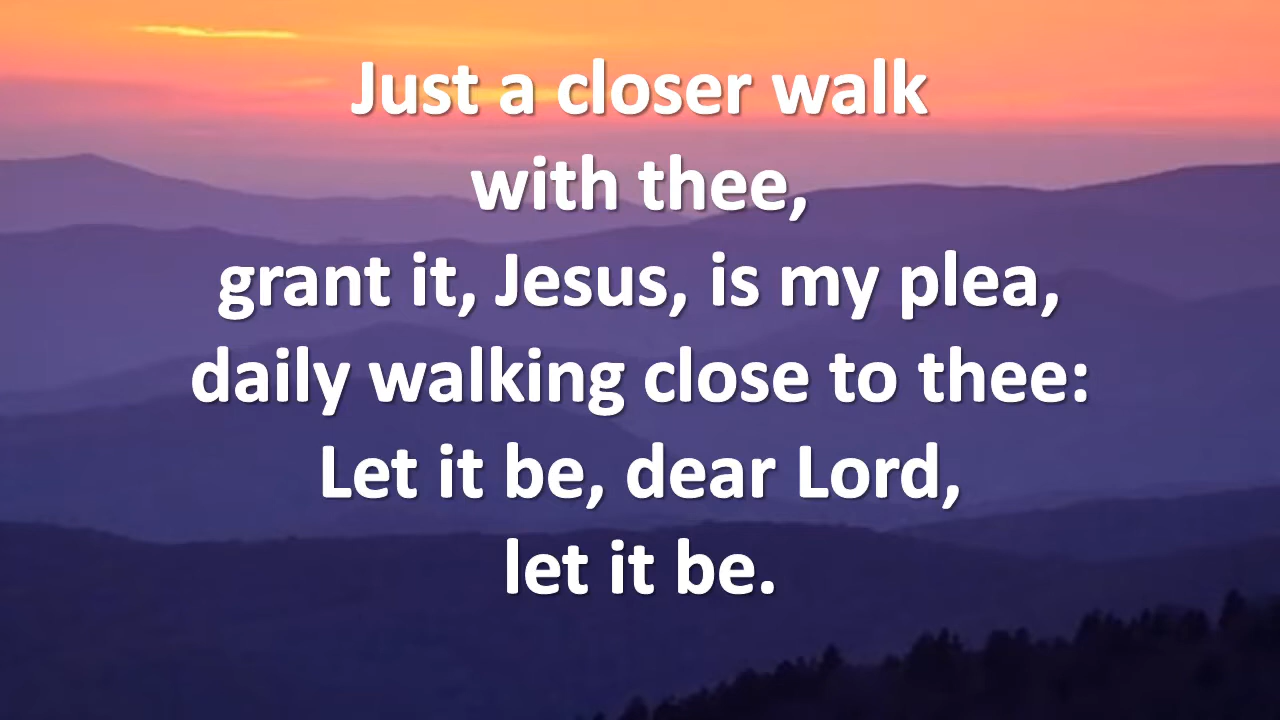 Just a closer walk
with thee,
grant it, Jesus, is my plea,
daily walking close to thee:
Let it be, dear Lord,
let it be.